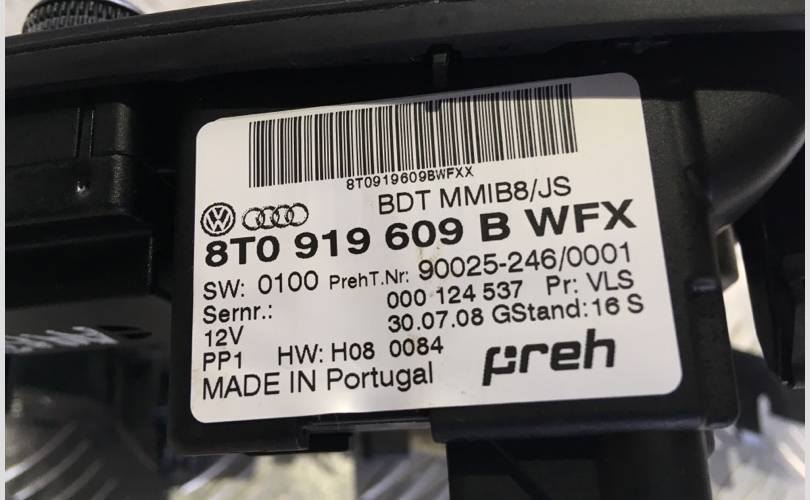 8T0919609BWFXX
BDT MMIB8/JS
8T0 919 609 B WFX
SW: 0100 PrehT.Nr: 90025-246/0001
Sernr.: 000 124 537 Pr: VLS
12V 30.07.08 GStand: 16 S
PP1 HW: H08 0084
MADE IN Portugal preh